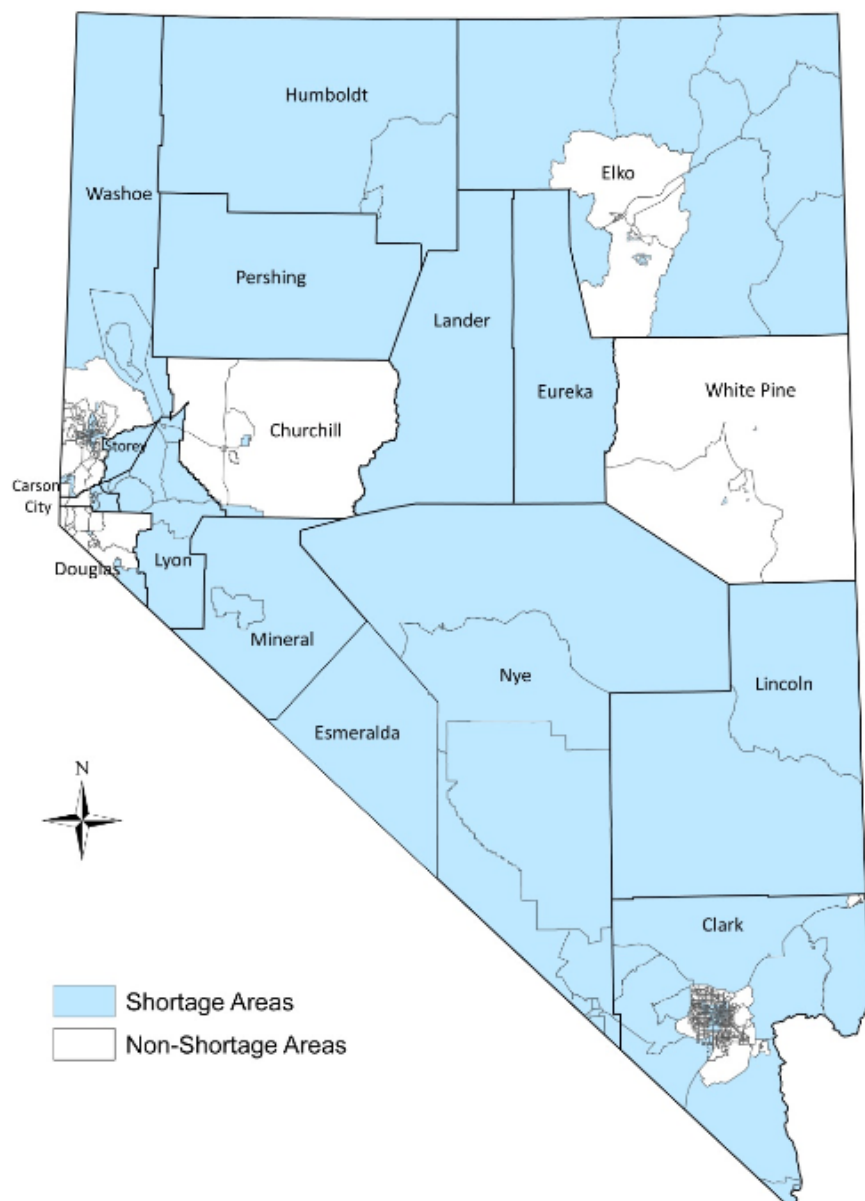 Humboldt
Elko
Washoe
Pershing
Lander
Eureka
White Pine
Churchill
Storey
Carson
City
Douglas
Lyon
Mineral
Nye
Lincoln
Esmeralda
N
Clark
Shortage Areas
Non-Shortage Areas